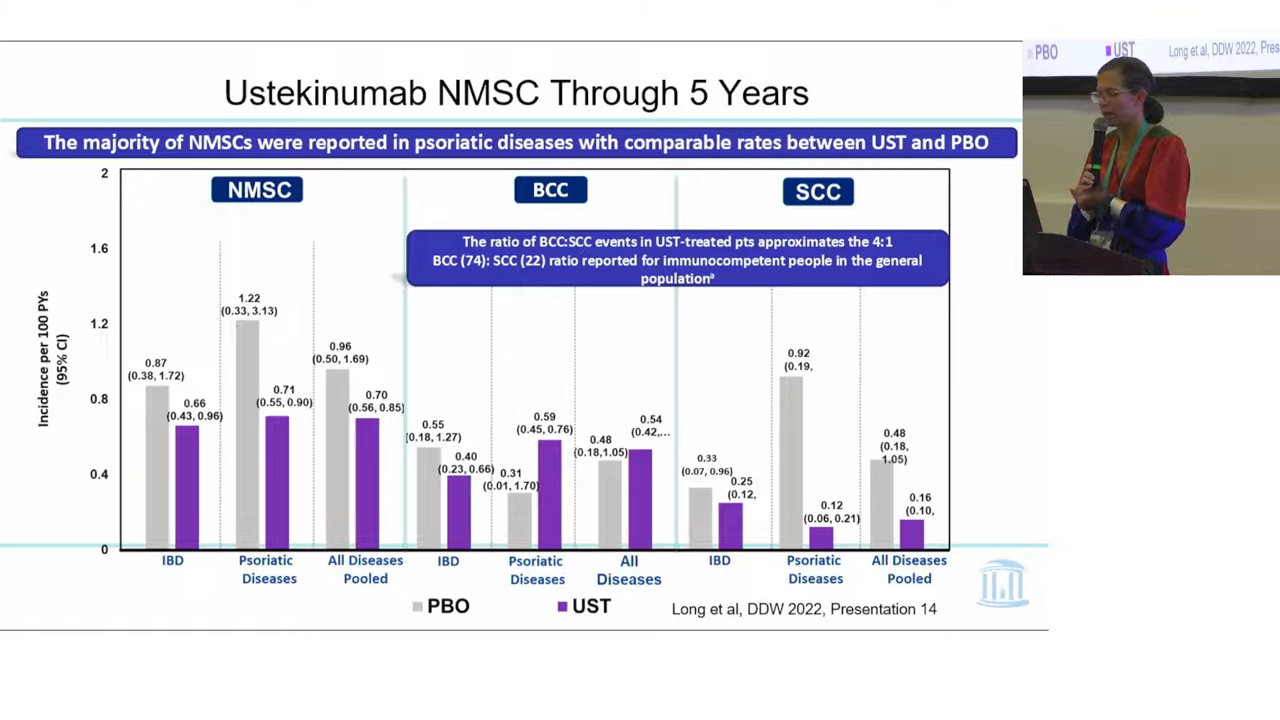 Ustekinumab NMSC Through 5 Years
The majority of NMSCs were reported in psoriatic diseases with comparable rates between UST and PBO
Incidence per 100 PYs
(95% CI)
2
1.6
1.2
0.8
0.4
0
NMSC
0.87
(0.38, 1.72)
0.66
(0.43, 0.96)
1.22
(0.33, 3.13)
0.71
(0.55, 0.90)
0.96
(0.50, 1.69)
0.70
(0.56, 0.85)
IBD
Psoriatic
Diseases
All Diseases
Pooled
BCC
The ratio of BCC:SCC events in UST-treated pts approximates the 4:1
BCC (74): SCC (22) ratio reported for immunocompetent people in the general
populationª
0.55
(0.18, 1.27)
0.40
(0.23, 0.66)
0.31
(0.01, 1.70)
0.59
(0.45, 0.76)
0.48
(0.18,1.05)
0.54
(0.42,...
IBD
Psoriatic
Diseases
All
Diseases
SCC
0.33
(0.07, 0.96)
0.25
(0.12,
0.92
(0.19,
0.12
(0.06, 0.21)
0.48
(0.18,
1.05)
0.16
(0.10,
IBD
Psoriatic
Diseases
All Diseases
Pooled
PBO
UST
Long et al, DDW 2022, Presentation 14
PBO
UST
Long et al, DDW 2022, Pres